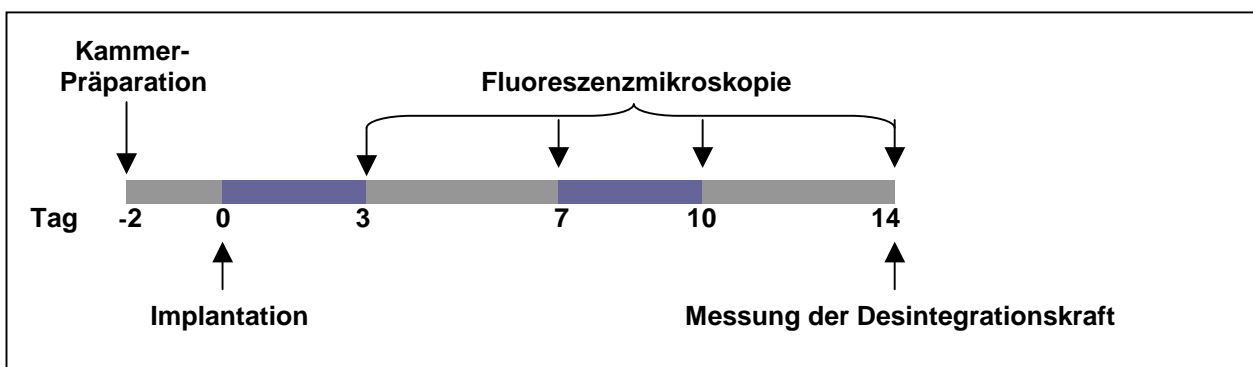 Kammer-
Präparation
Fluoreszenzmikroskopie
Tag -2 0 3 7 10 14
Implantation Messung der Desintegrationskraft